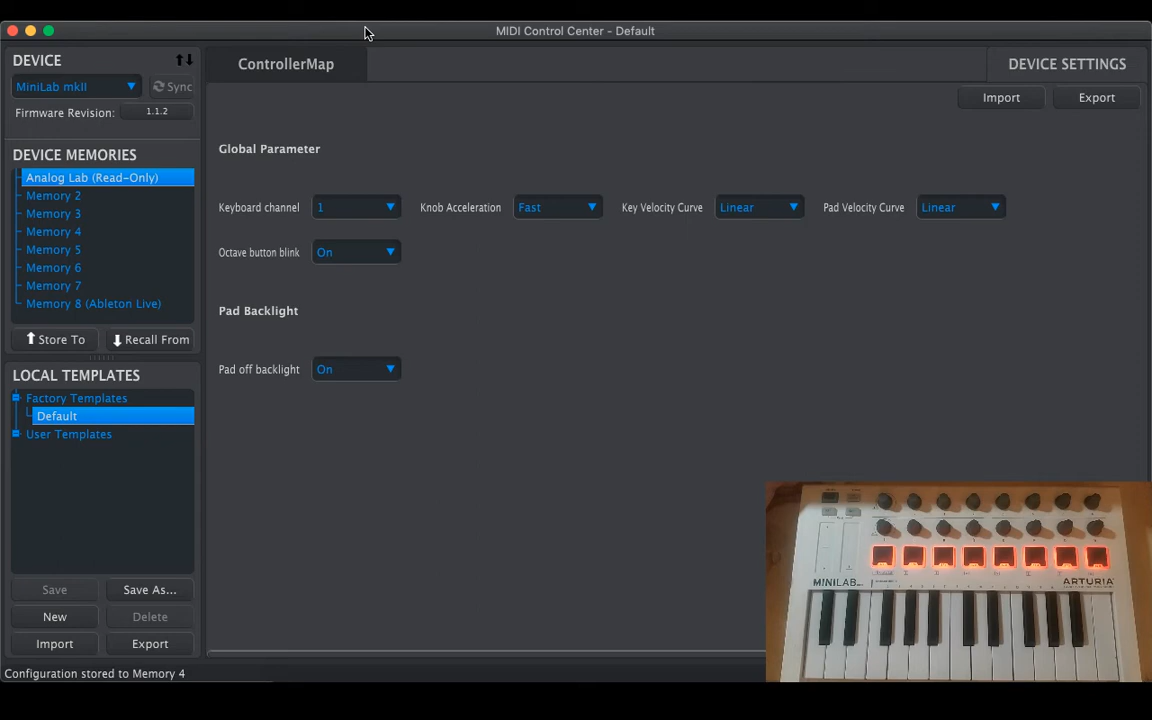 MIDI Control Center - Default
DEVICE
MiniLab mkII
Sync
Firmware Revision:
1.1.2
DEVICE MEMORIES
Analog Lab (Read-Only)
Memory 2
Memory 3
Memory 4
Memory 5
Memory 6
Memory 7
Memory 8 (Ableton Live)
Store To
Recall From
LOCAL TEMPLATES
Factory Templates
Default
User Templates
Save
Save As...
New
Delete
Import
Export
Configuration stored to Memory 4
ControllerMap
DEVICE SETTINGS
Import
Export
Global Parameter
Keyboard channel
1
Knob Acceleration
Fast
Key Velocity Curve
Linear
Pad Velocity Curve
Linear
Octave button blink
On
Pad Backlight
Pad off backlight
On
MINILAB
ARTURIA